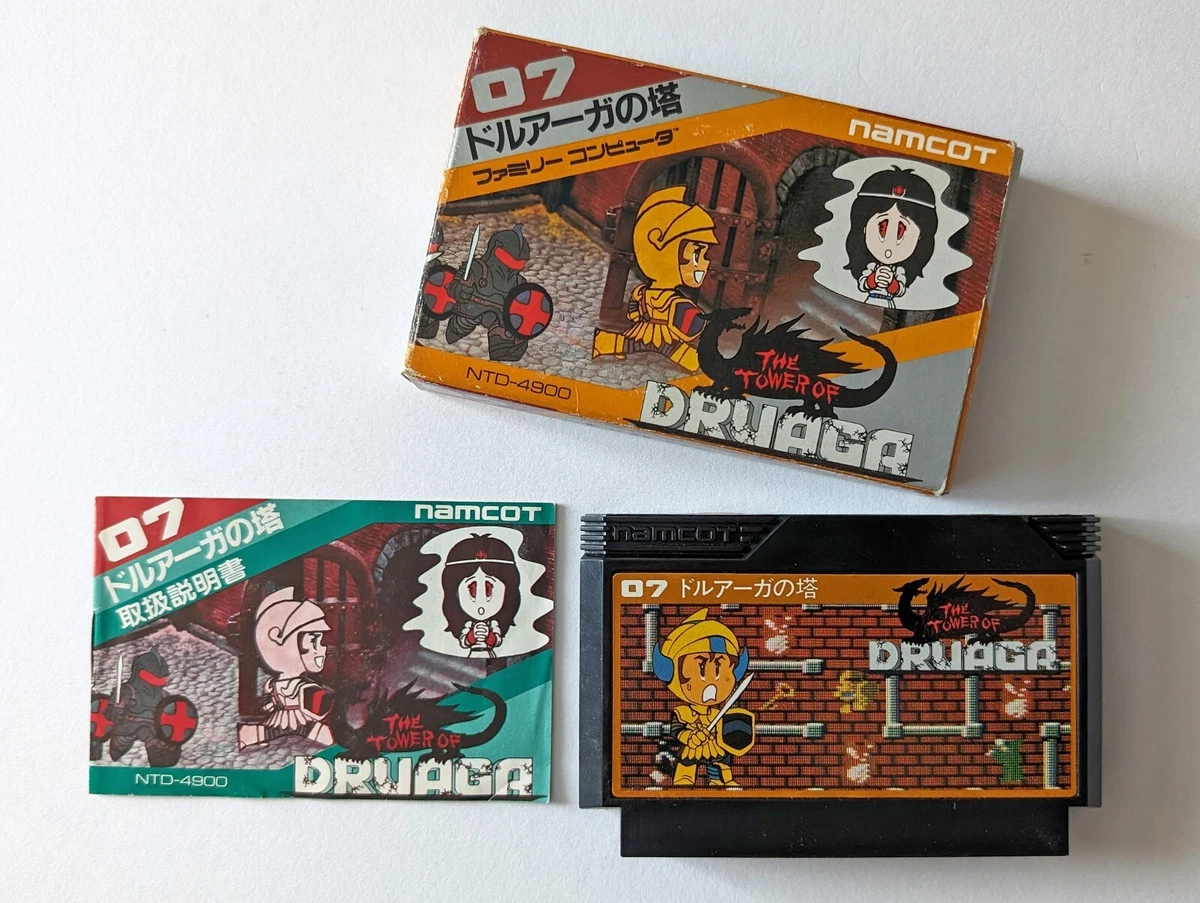 07
ドルアーガの塔
ファミリー コンピュータ™
namcot
THE
TOWER OF
DRUAGA
NTD-4900
07
ドルアーガの塔
取扱説明書
namcot
THE
TOWER OF
DRUAGA
NTD-4900
namcot
07 ドルアーガの塔
THE
TOWER OF
DRUAGA